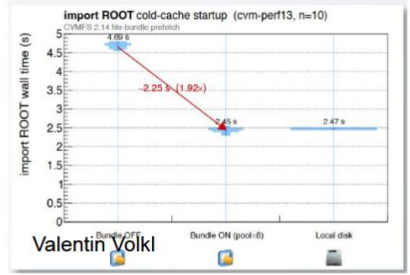 import ROOT cold-cache startup (cvm-perf13, n=10)
CVMFS 2.14 file-bundle prefetch
import ROOT wall time (s)
5
4.5
4
3.5
3
2.5
2
1.5
1
0.5
0
4.69 s
-2.25 s (1.92×)
2.45 s
2.47 s
Bundle OFF
Bundle ON (pool=8)
Local disk
Valentin Volkl